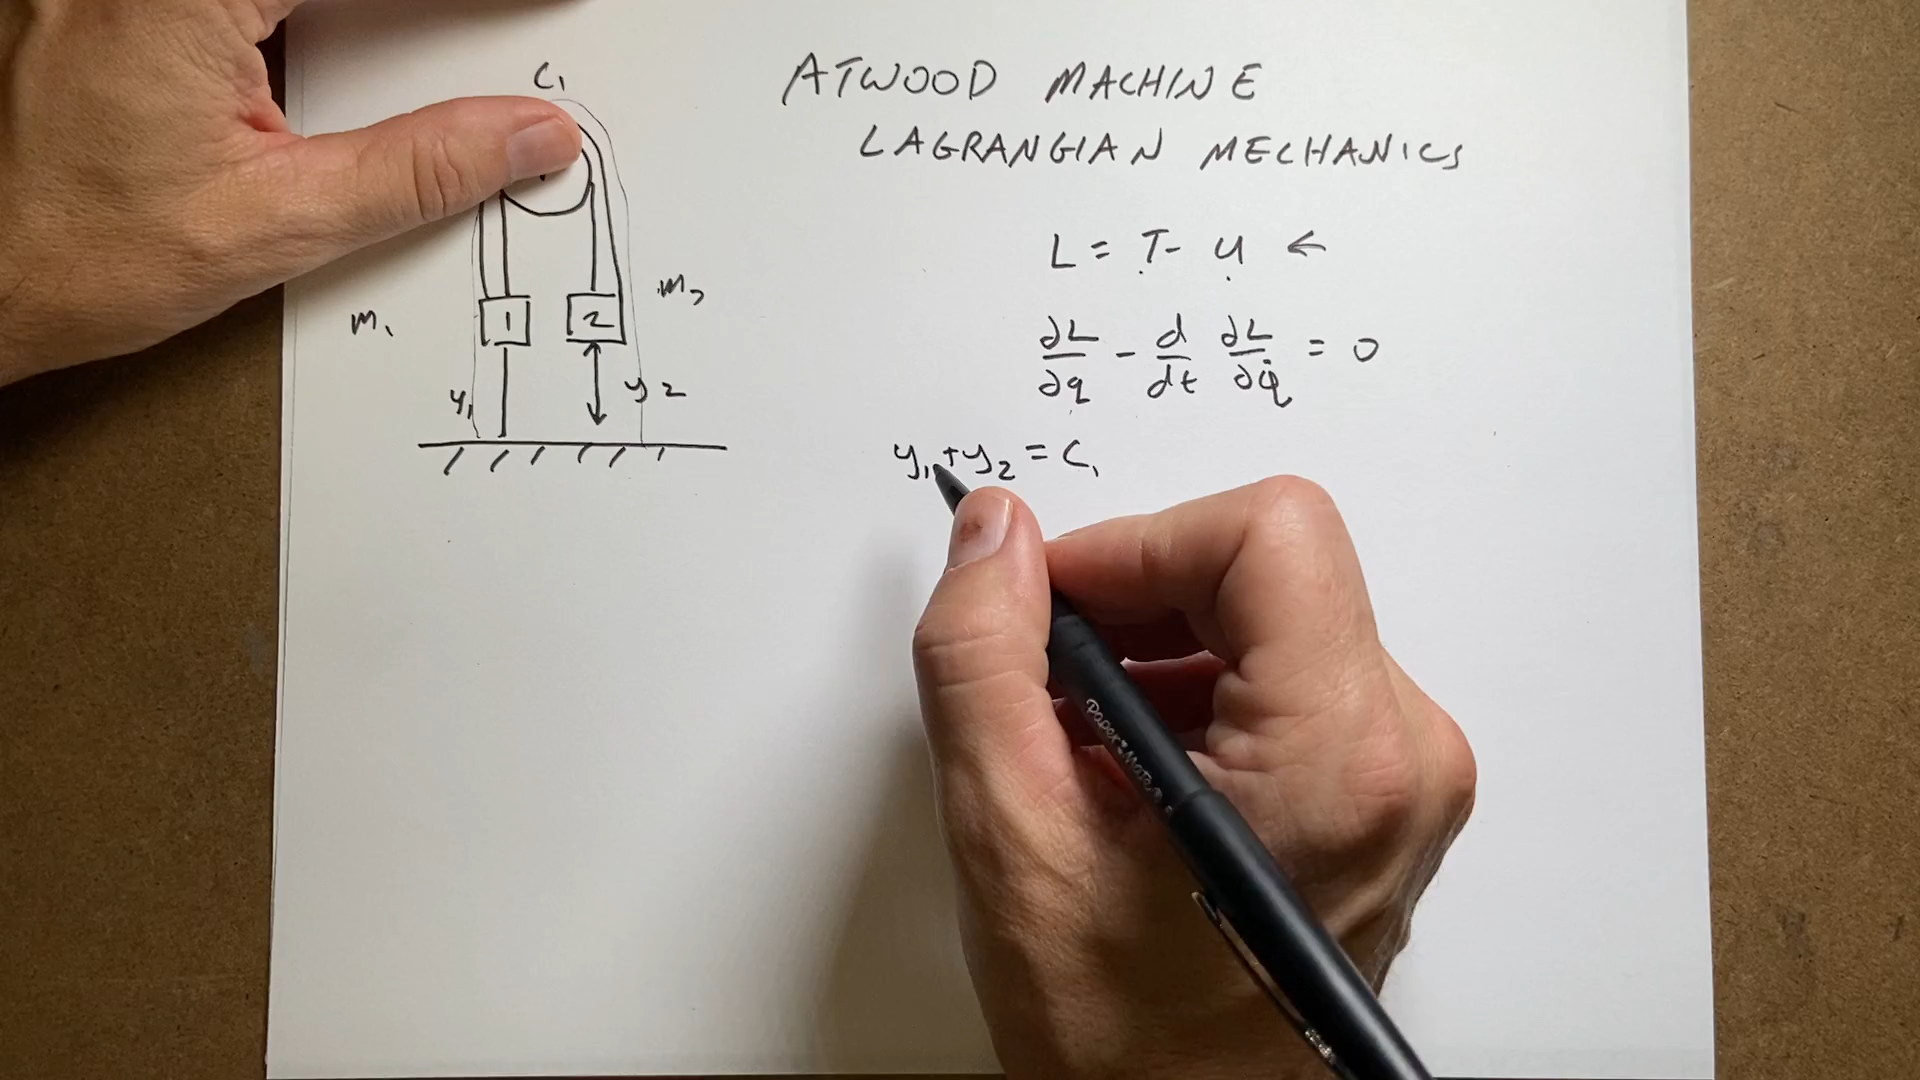 C₁
ATWOOD MACHINE
LAGRANGIAN MECHANICS
L = T - U ←
m₁
1
2
m₂
∂L/∂q - d/dt ∂L/∂q̇ = 0
y₁
y2
y₁ + y₂ = C₁
Paper:Mate